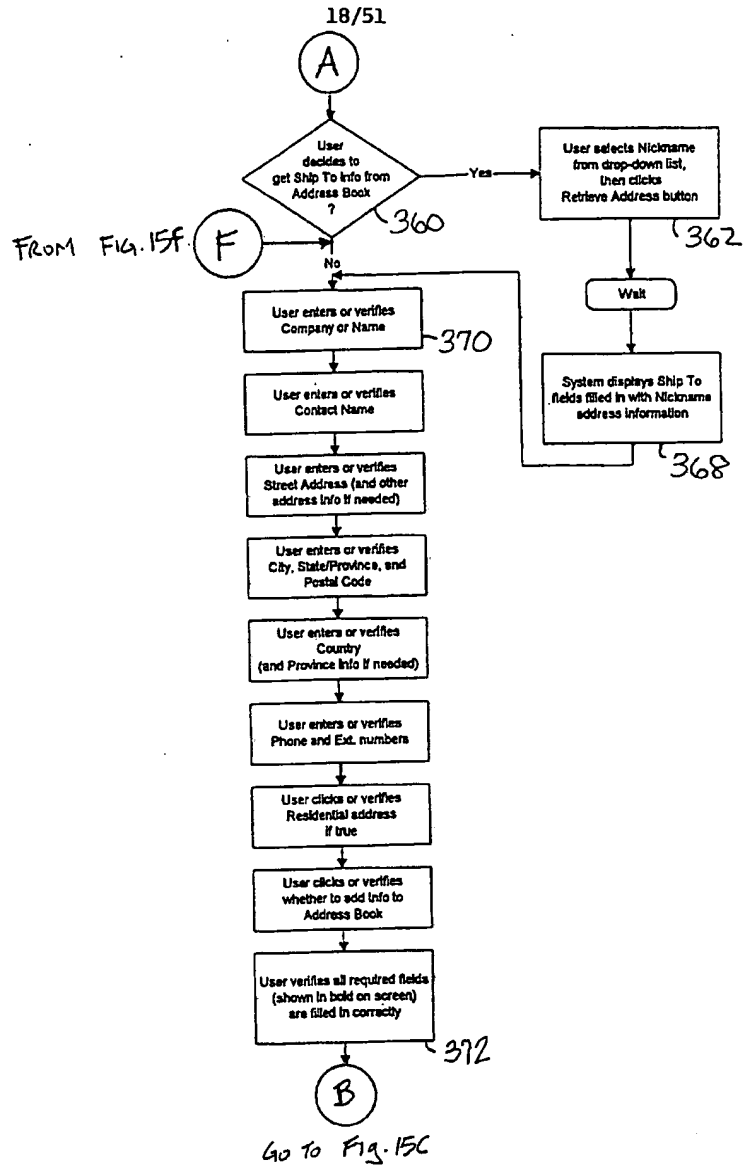 18/51
A
User
decides to
get Ship To Info from
Address Book
?
360
Yes
User selects Nickname
from drop-down list,
then clicks
Retrieve Address button
362
FROM FIG. 15f
F
No
Wait
User enters or verifies
Company or Name
370
System displays Ship To
fields filled in with Nickname
address information
368
User enters or verifies
Contact Name
User enters or verifies
Street Address (and other
address info if needed)
User enters or verifies
City, State/Province, and
Postal Code
User enters or verifies
Country
(and Province info if needed)
User enters or verifies
Phone and Ext. numbers
User clicks or verifies
Residential address
if true
User clicks or verifies
whether to add info to
Address Book
User verifies all required fields
(shown in bold on screen)
are filled in correctly
372
B
Go To Fig. 15C